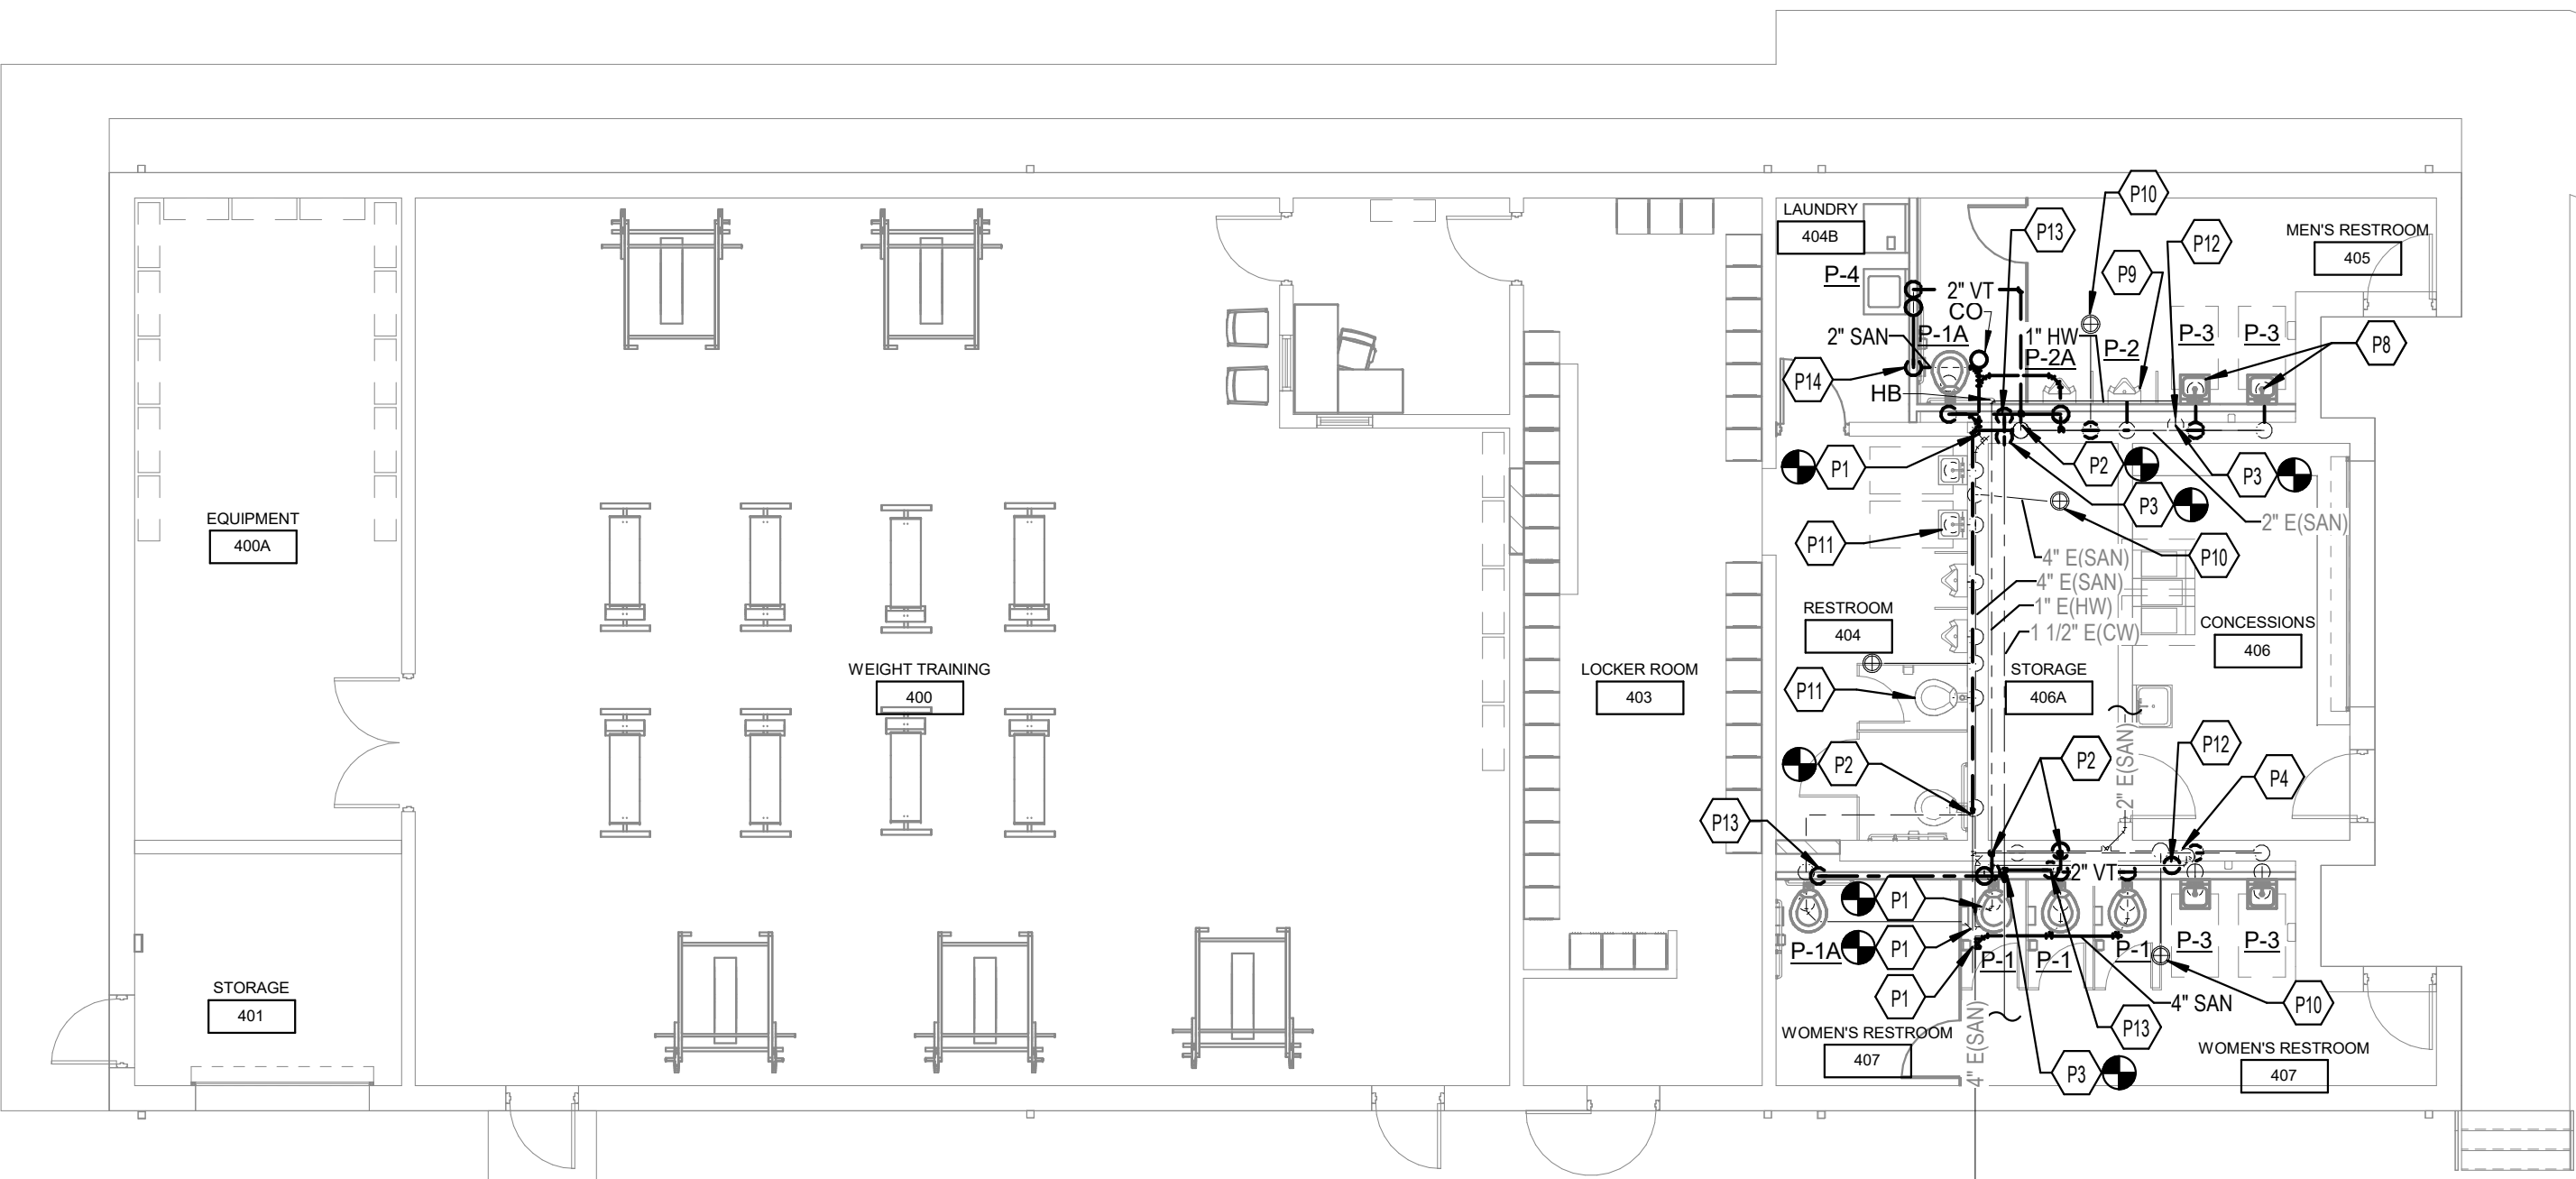 P10
LAUNDRY
404B
P13
P12
MEN'S RESTROOM
405
P-4
P9
2" VT
CO
2" SAN
P-1A
1" HW
P-2A
P-2
P-3
P-3
P8
P14
HB
P1
P2
P3
P3
2" E(SAN)
EQUIPMENT
400A
P11
4" E(SAN)
P10
4" E(SAN)
1" E(HW)
1 1/2" E(CW)
RESTROOM
404
CONCESSIONS
406
WEIGHT TRAINING
400
LOCKER ROOM
403
P11
STORAGE
406A
2" E(SAN)
P2
P2
P12
P4
P13
2" VT
P1
P1
P-1A
P-1
P-1
P-1
P-3
P-3
P1
STORAGE
401
4" SAN
P10
4" E(SAN)
P13
WOMEN'S RESTROOM
407
WOMEN'S RESTROOM
407
P3